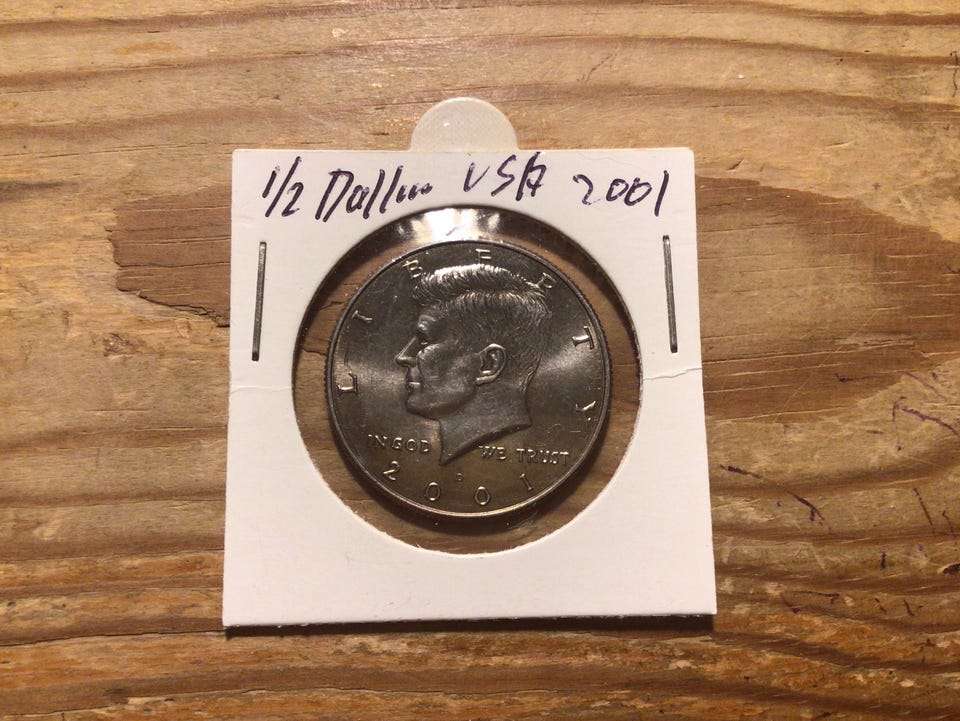 1/2 Dollar USA 2001
LIBERTY
IN GOD WE TRUST
D
2001